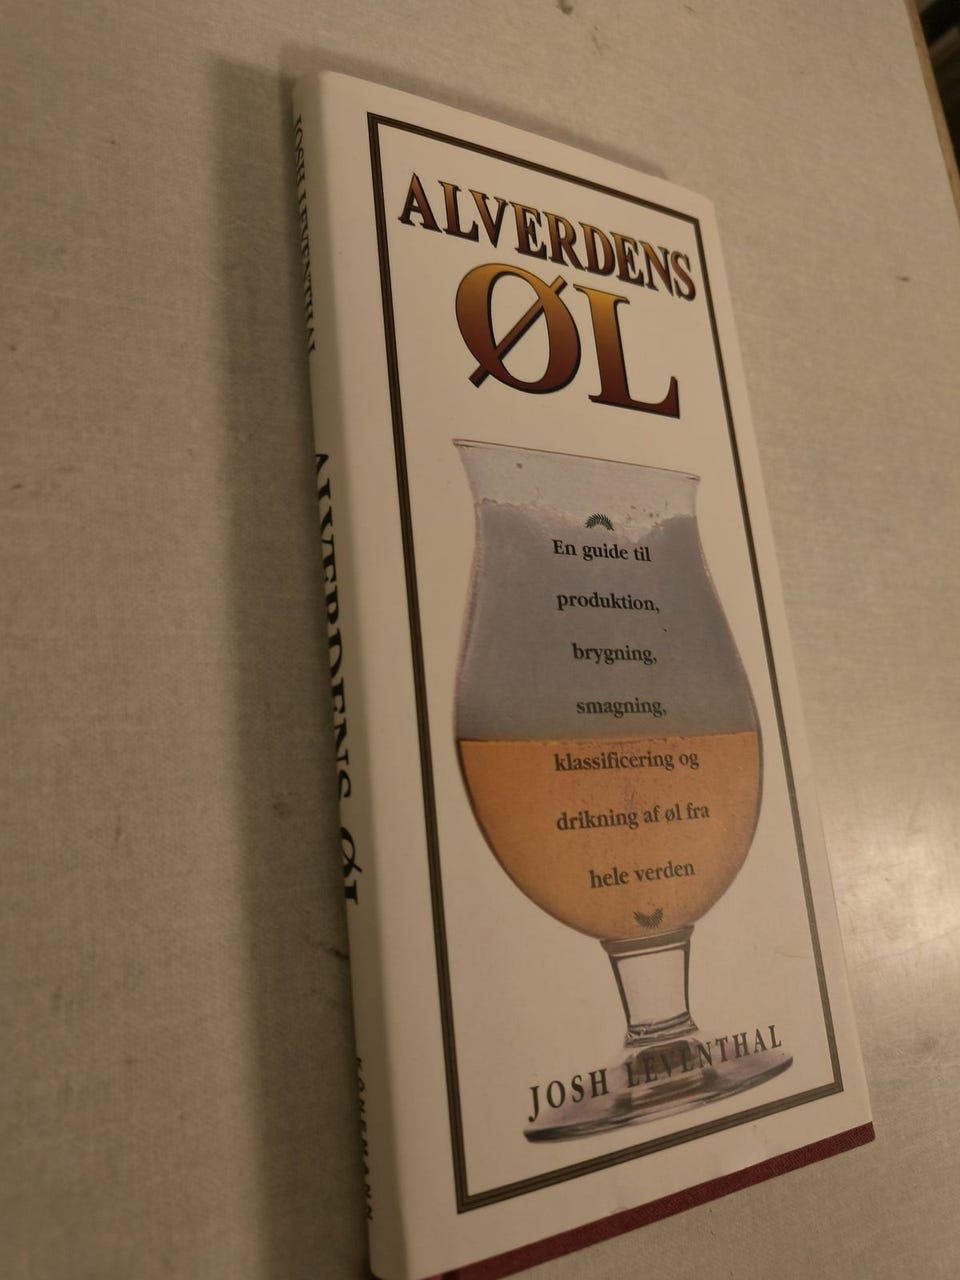 ALVERDENS
ØL
En guide til
produktion,
brygning,
smagning,
klassificering og
drikning af øl fra
hele verden
JOSH LEVENTHAL
JOSH LEVENTHAL
ALVERDENS ØL
KÖNEMANN